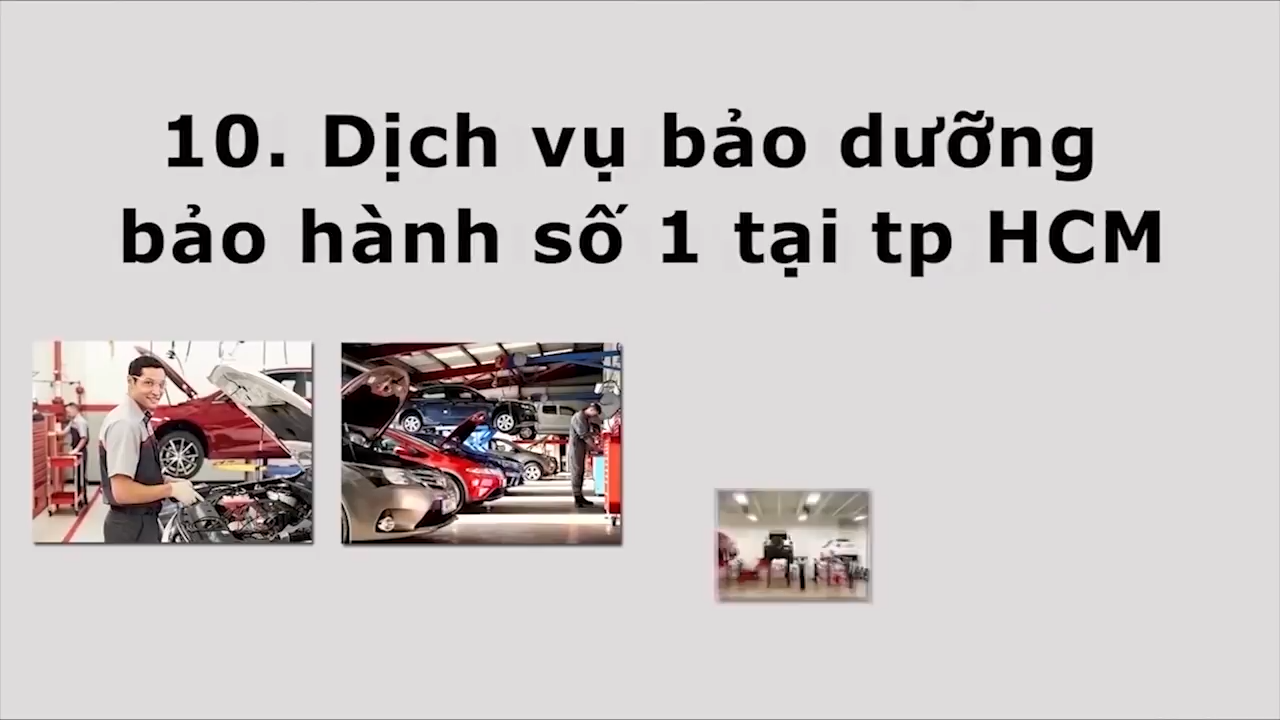 10. Dịch vụ bảo dưỡng
bảo hành số 1 tại tp HCM